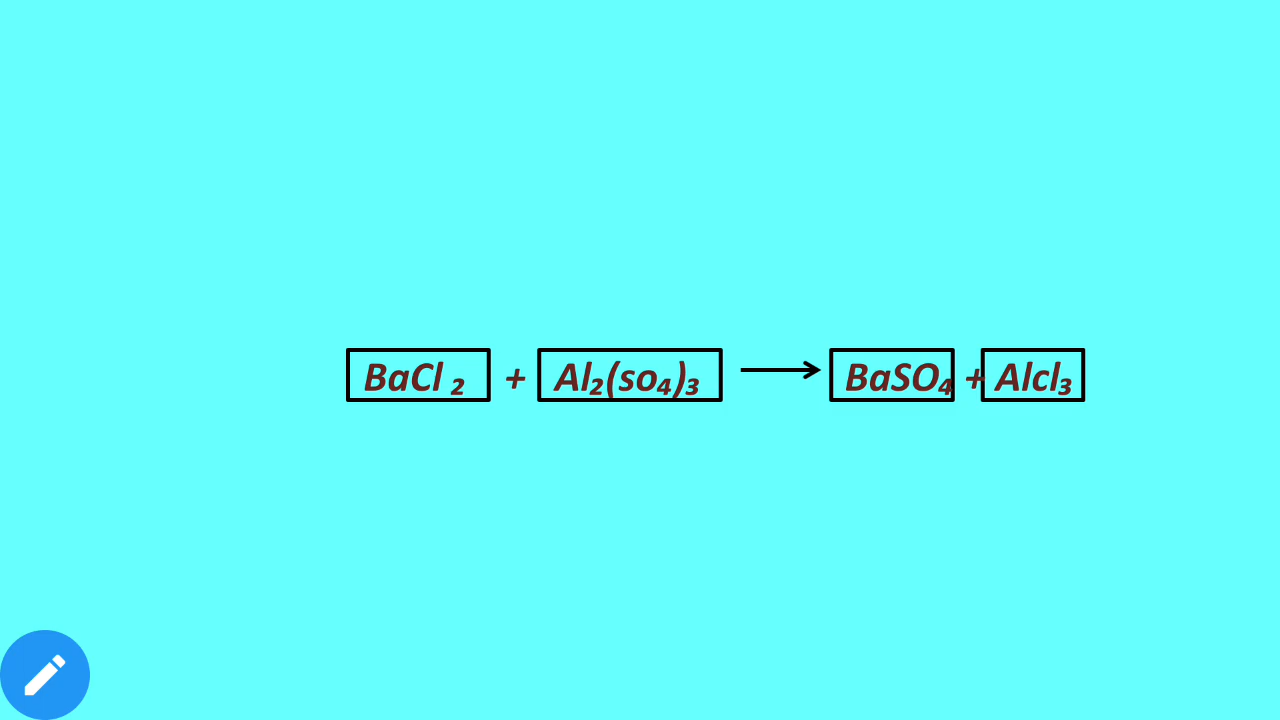 BaCl ₂ + Al₂(so₄)₃ ⟶ BaSO₄ + Alcl₃